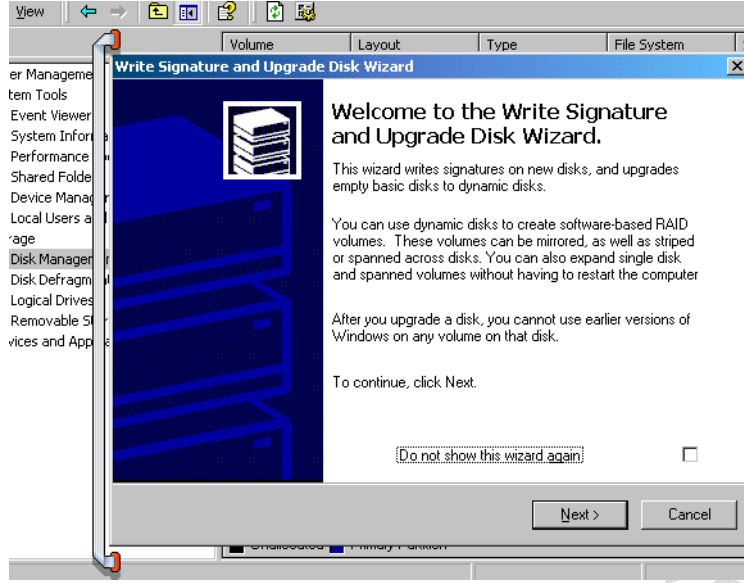 View
Volume Layout Type File System
Write Signature and Upgrade Disk Wizard
er Manageme
tem Tools
Event Viewer
System Informa
Performance
Shared Folde
Device Manag
Local Users a
rage
Disk Manager
Disk Defragm
Logical Drives
Removable St
vices and App
Welcome to the Write Signature
and Upgrade Disk Wizard.
This wizard writes signatures on new disks, and upgrades
empty basic disks to dynamic disks.
You can use dynamic disks to create software-based RAID
volumes. These volumes can be mirrored, as well as striped
or spanned across disks. You can also expand single disk
and spanned volumes without having to restart the computer
After you upgrade a disk, you cannot use earlier versions of
Windows on any volume on that disk.
To continue, click Next.
Do not show this wizard again
Next > Cancel
Unallocated Primary Partition